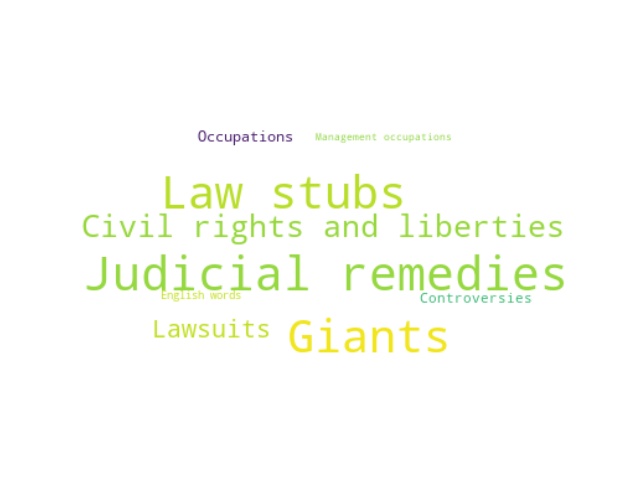 Occupations Management occupations
Law stubs
Civil rights and liberties
Judicial remedies
English words Controversies
Lawsuits Giants